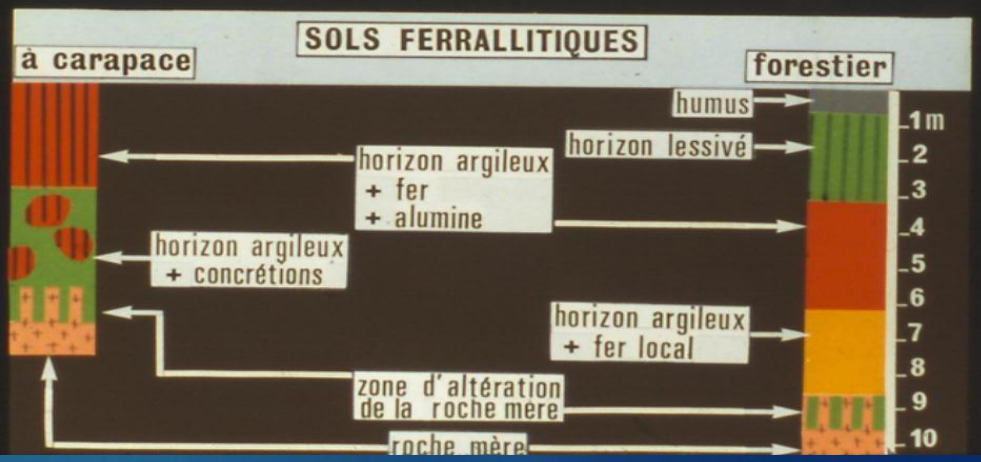 SOLS FERRALLITIQUES
à carapace
forestier
humus
horizon lessivé
horizon argileux
+ fer
+ alumine
horizon argileux
+ concrétions
horizon argileux
+ fer local
zone d'altération
de la roche mère
roche mère
1 m
2
3
4
5
6
7
8
9
10